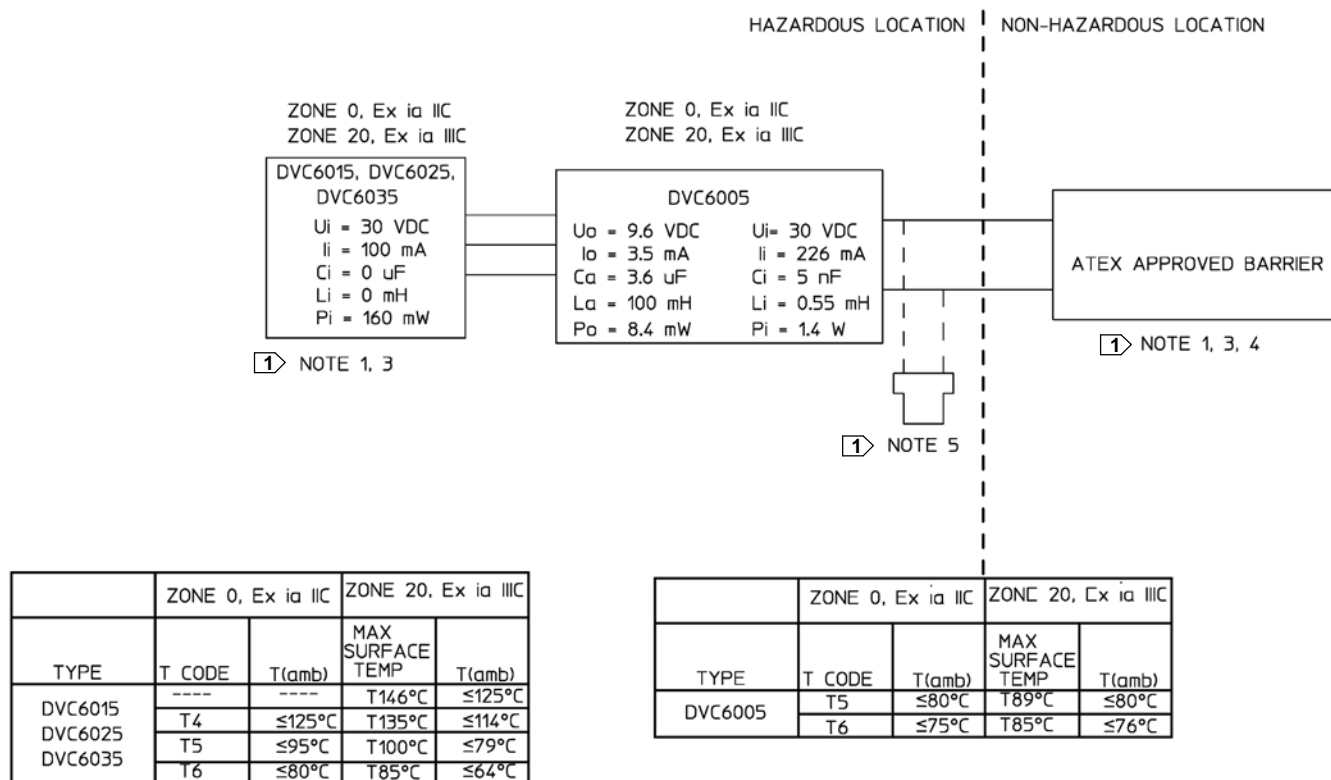 HAZARDOUS LOCATION
NON-HAZARDOUS LOCATION
ZONE 0, Ex ia IIC
ZONE 20, Ex ia IIIC
ZONE 0, Ex ia IIC
ZONE 20, Ex ia IIIC
DVC6015, DVC6025,
DVC6035
Ui = 30 VDC
Ii = 100 mA
Ci = 0 uF
Li = 0 mH
Pi = 160 mW
DVC6005
Uo = 9.6 VDC Ui= 30 VDC
Io = 3.5 mA Ii = 226 mA
Ca = 3.6 uF Ci = 5 nF
La = 100 mH Li = 0.55 mH
Po = 8.4 mW Pi = 1.4 W
ATEX APPROVED BARRIER
1 NOTE 1, 3
1 NOTE 1, 3, 4
1 NOTE 5
ZONE 0, Ex ia IIC ZONE 20, Ex ia IIIC
TYPE T CODE T(amb) MAX SURFACE TEMP T(amb)
DVC6015
DVC6025
DVC6035
---- ---- T146°C ≤125°C
T4 ≤125°C T135°C ≤114°C
T5 ≤95°C T100°C ≤79°C
T6 ≤80°C T85°C ≤64°C
ZONE 0, Ex ia IIC ZONE 20, Ex ia IIIC
TYPE T CODE T(amb) MAX SURFACE TEMP T(amb)
DVC6005
T5 ≤80°C T89°C ≤80°C
T6 ≤75°C T85°C ≤76°C